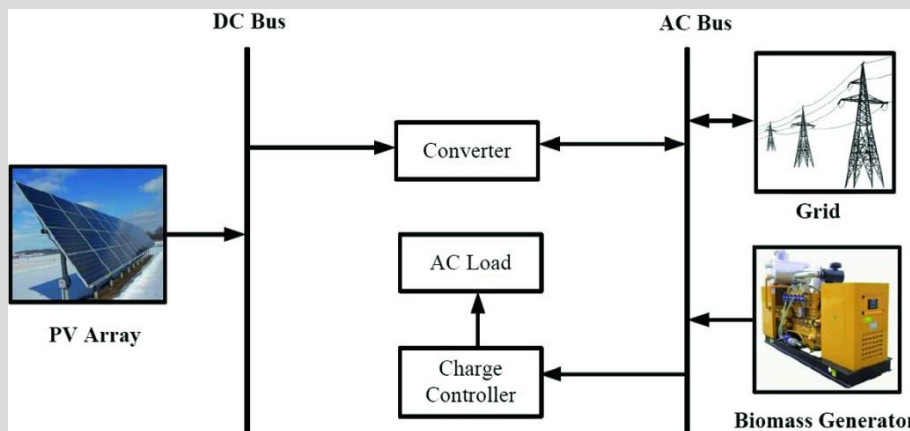 DC Bus
AC Bus
Converter
Grid
AC Load
PV Array
Charge
Controller
Biomass Generator